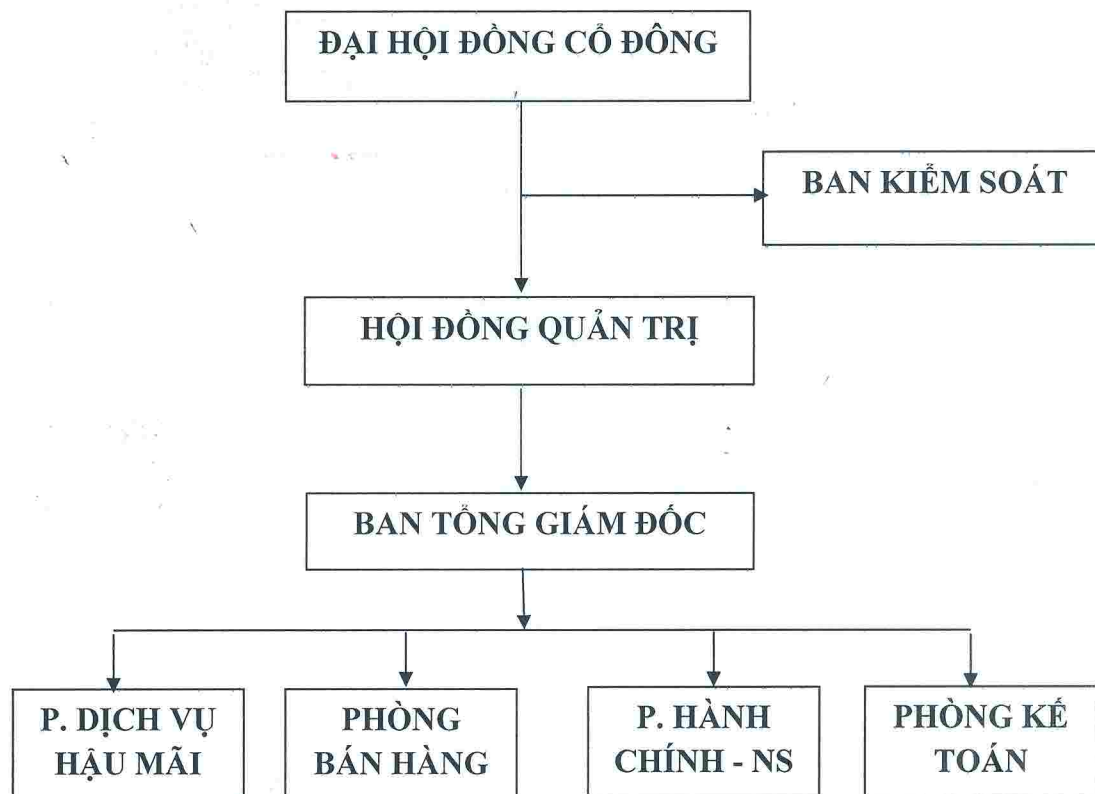 ĐẠI HỘI ĐỒNG CỔ ĐÔNG
BAN KIỂM SOÁT
HỘI ĐỒNG QUẢN TRỊ
BAN TỔNG GIÁM ĐỐC
P. DỊCH VỤ
HẬU MÃI
PHÒNG
BÁN HÀNG
P. HÀNH
CHÍNH - NS
PHÒNG KẾ
TOÁN